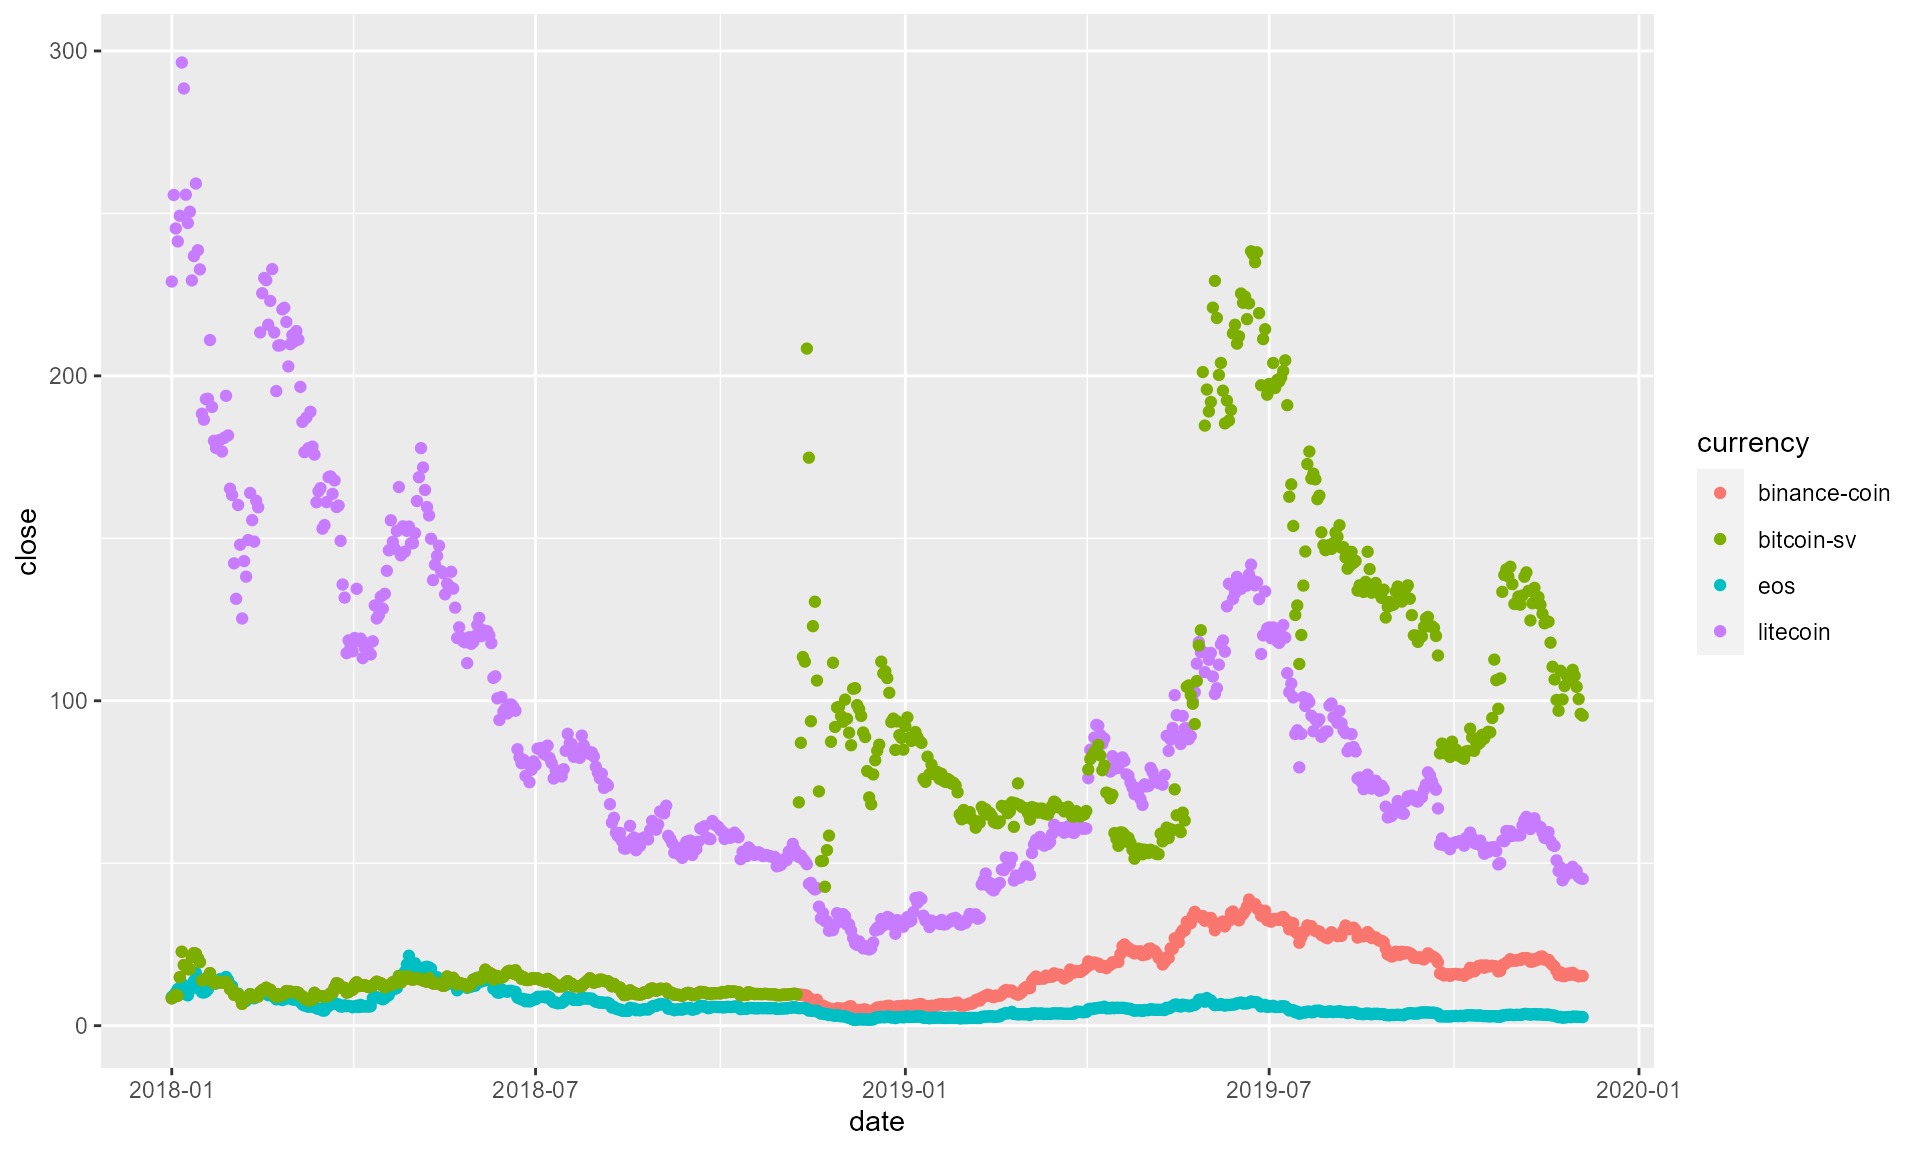 300
200
100
0
close
2018-01 2018-07 2019-01 2019-07 2020-01
date
currency
binance-coin
bitcoin-sv
eos
litecoin